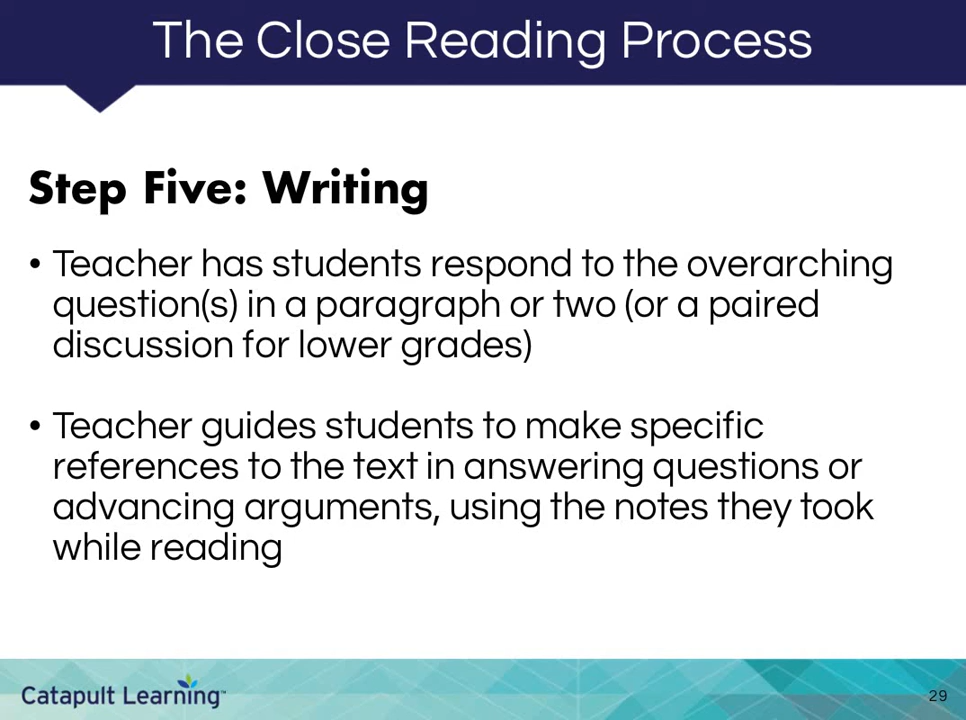 The Close Reading Process
Step Five: Writing
• Teacher has students respond to the overarching
question(s) in a paragraph or two (or a paired
discussion for lower grades)
• Teacher guides students to make specific
references to the text in answering questions or
advancing arguments, using the notes they took
while reading
Catapult Learning™
29